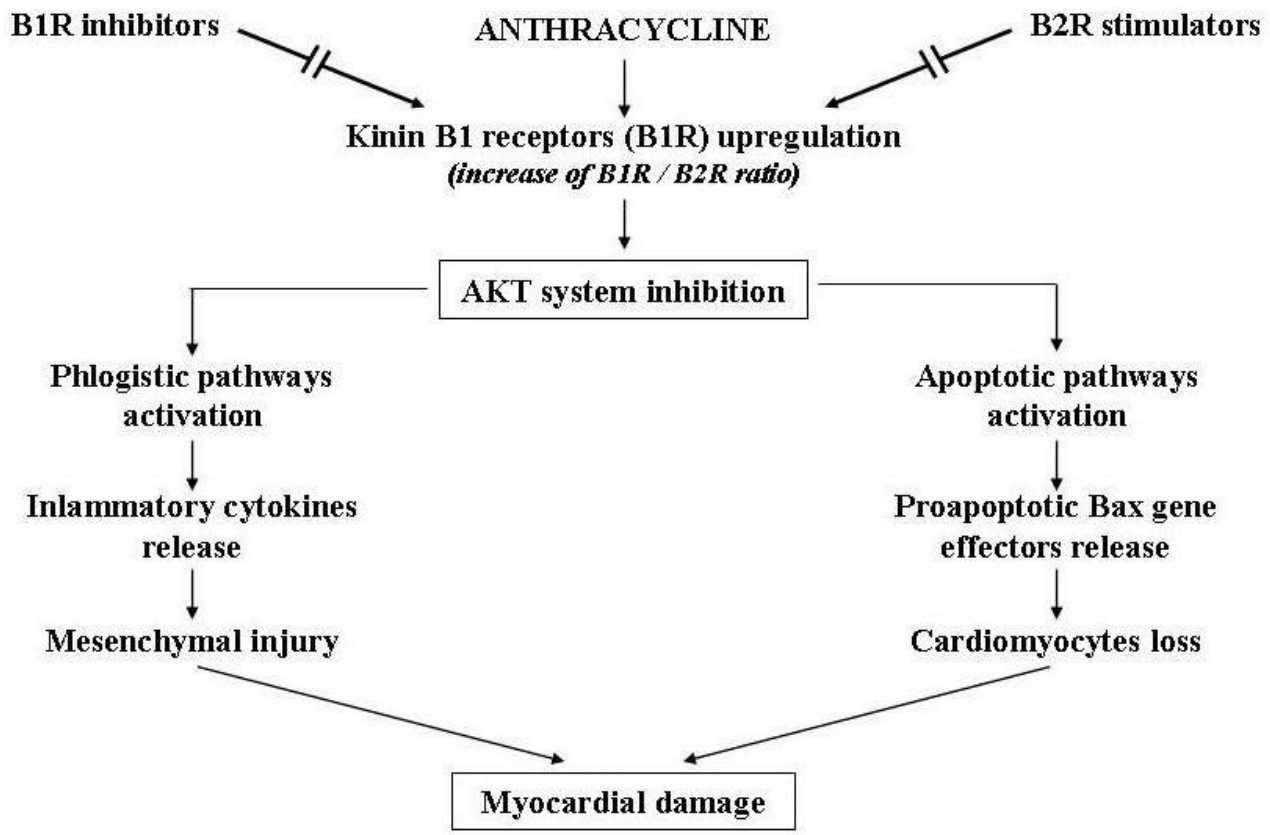 B1R inhibitors
ANTHRACYCLINE
B2R stimulators
Kinin B1 receptors (B1R) upregulation
(increase of B1R / B2R ratio)
AKT system inhibition
Phlogistic pathways
activation
Apoptotic pathways
activation
Inlammatory cytokines
release
Proapoptotic Bax gene
effectors release
Mesenchymal injury
Cardiomyocytes loss
Myocardial damage